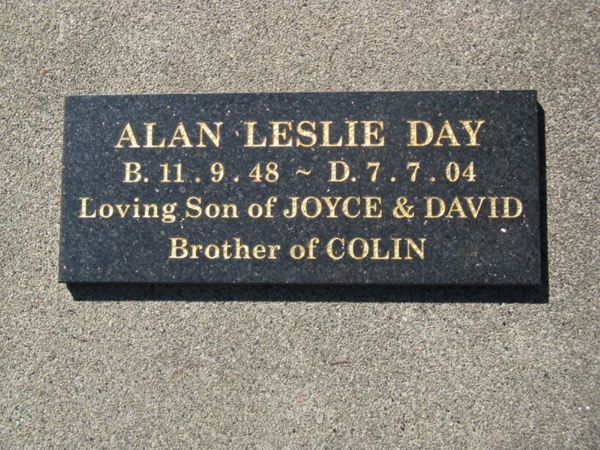 ALAN LESLIE DAY
B. 11 . 9 . 48 ~ D. 7 . 7 . 04
Loving Son of JOYCE & DAVID
Brother of COLIN